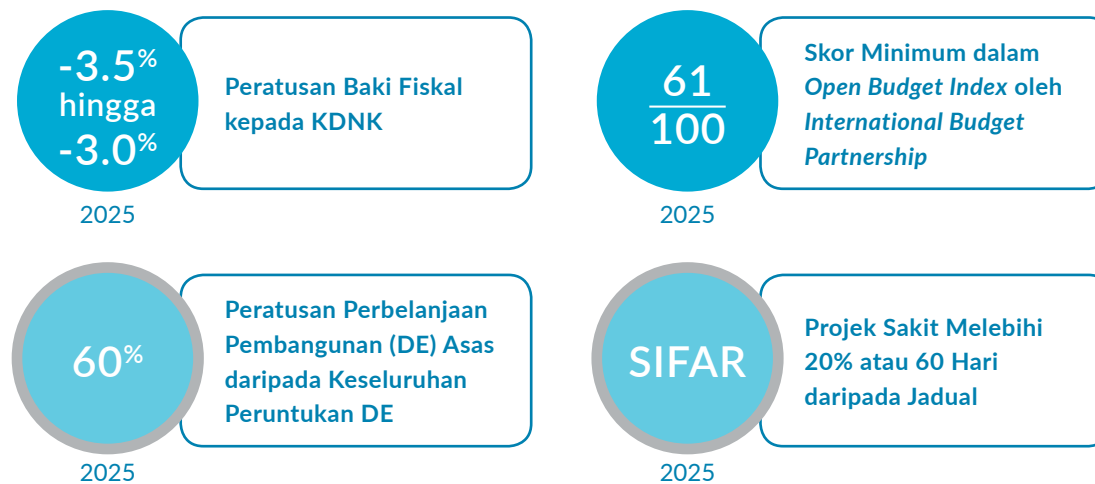 -3.5%
hingga
-3.0%
Peratusan Baki Fiskal
kepada KDNK
2025
61
100
Skor Minimum dalam
Open Budget Index oleh
International Budget
Partnership
2025
60%
Peratusan Perbelanjaan
Pembangunan (DE) Asas
daripada Keseluruhan
Peruntukan DE
2025
SIFAR
Projek Sakit Melebihi
20% atau 60 Hari
daripada Jadual
2025